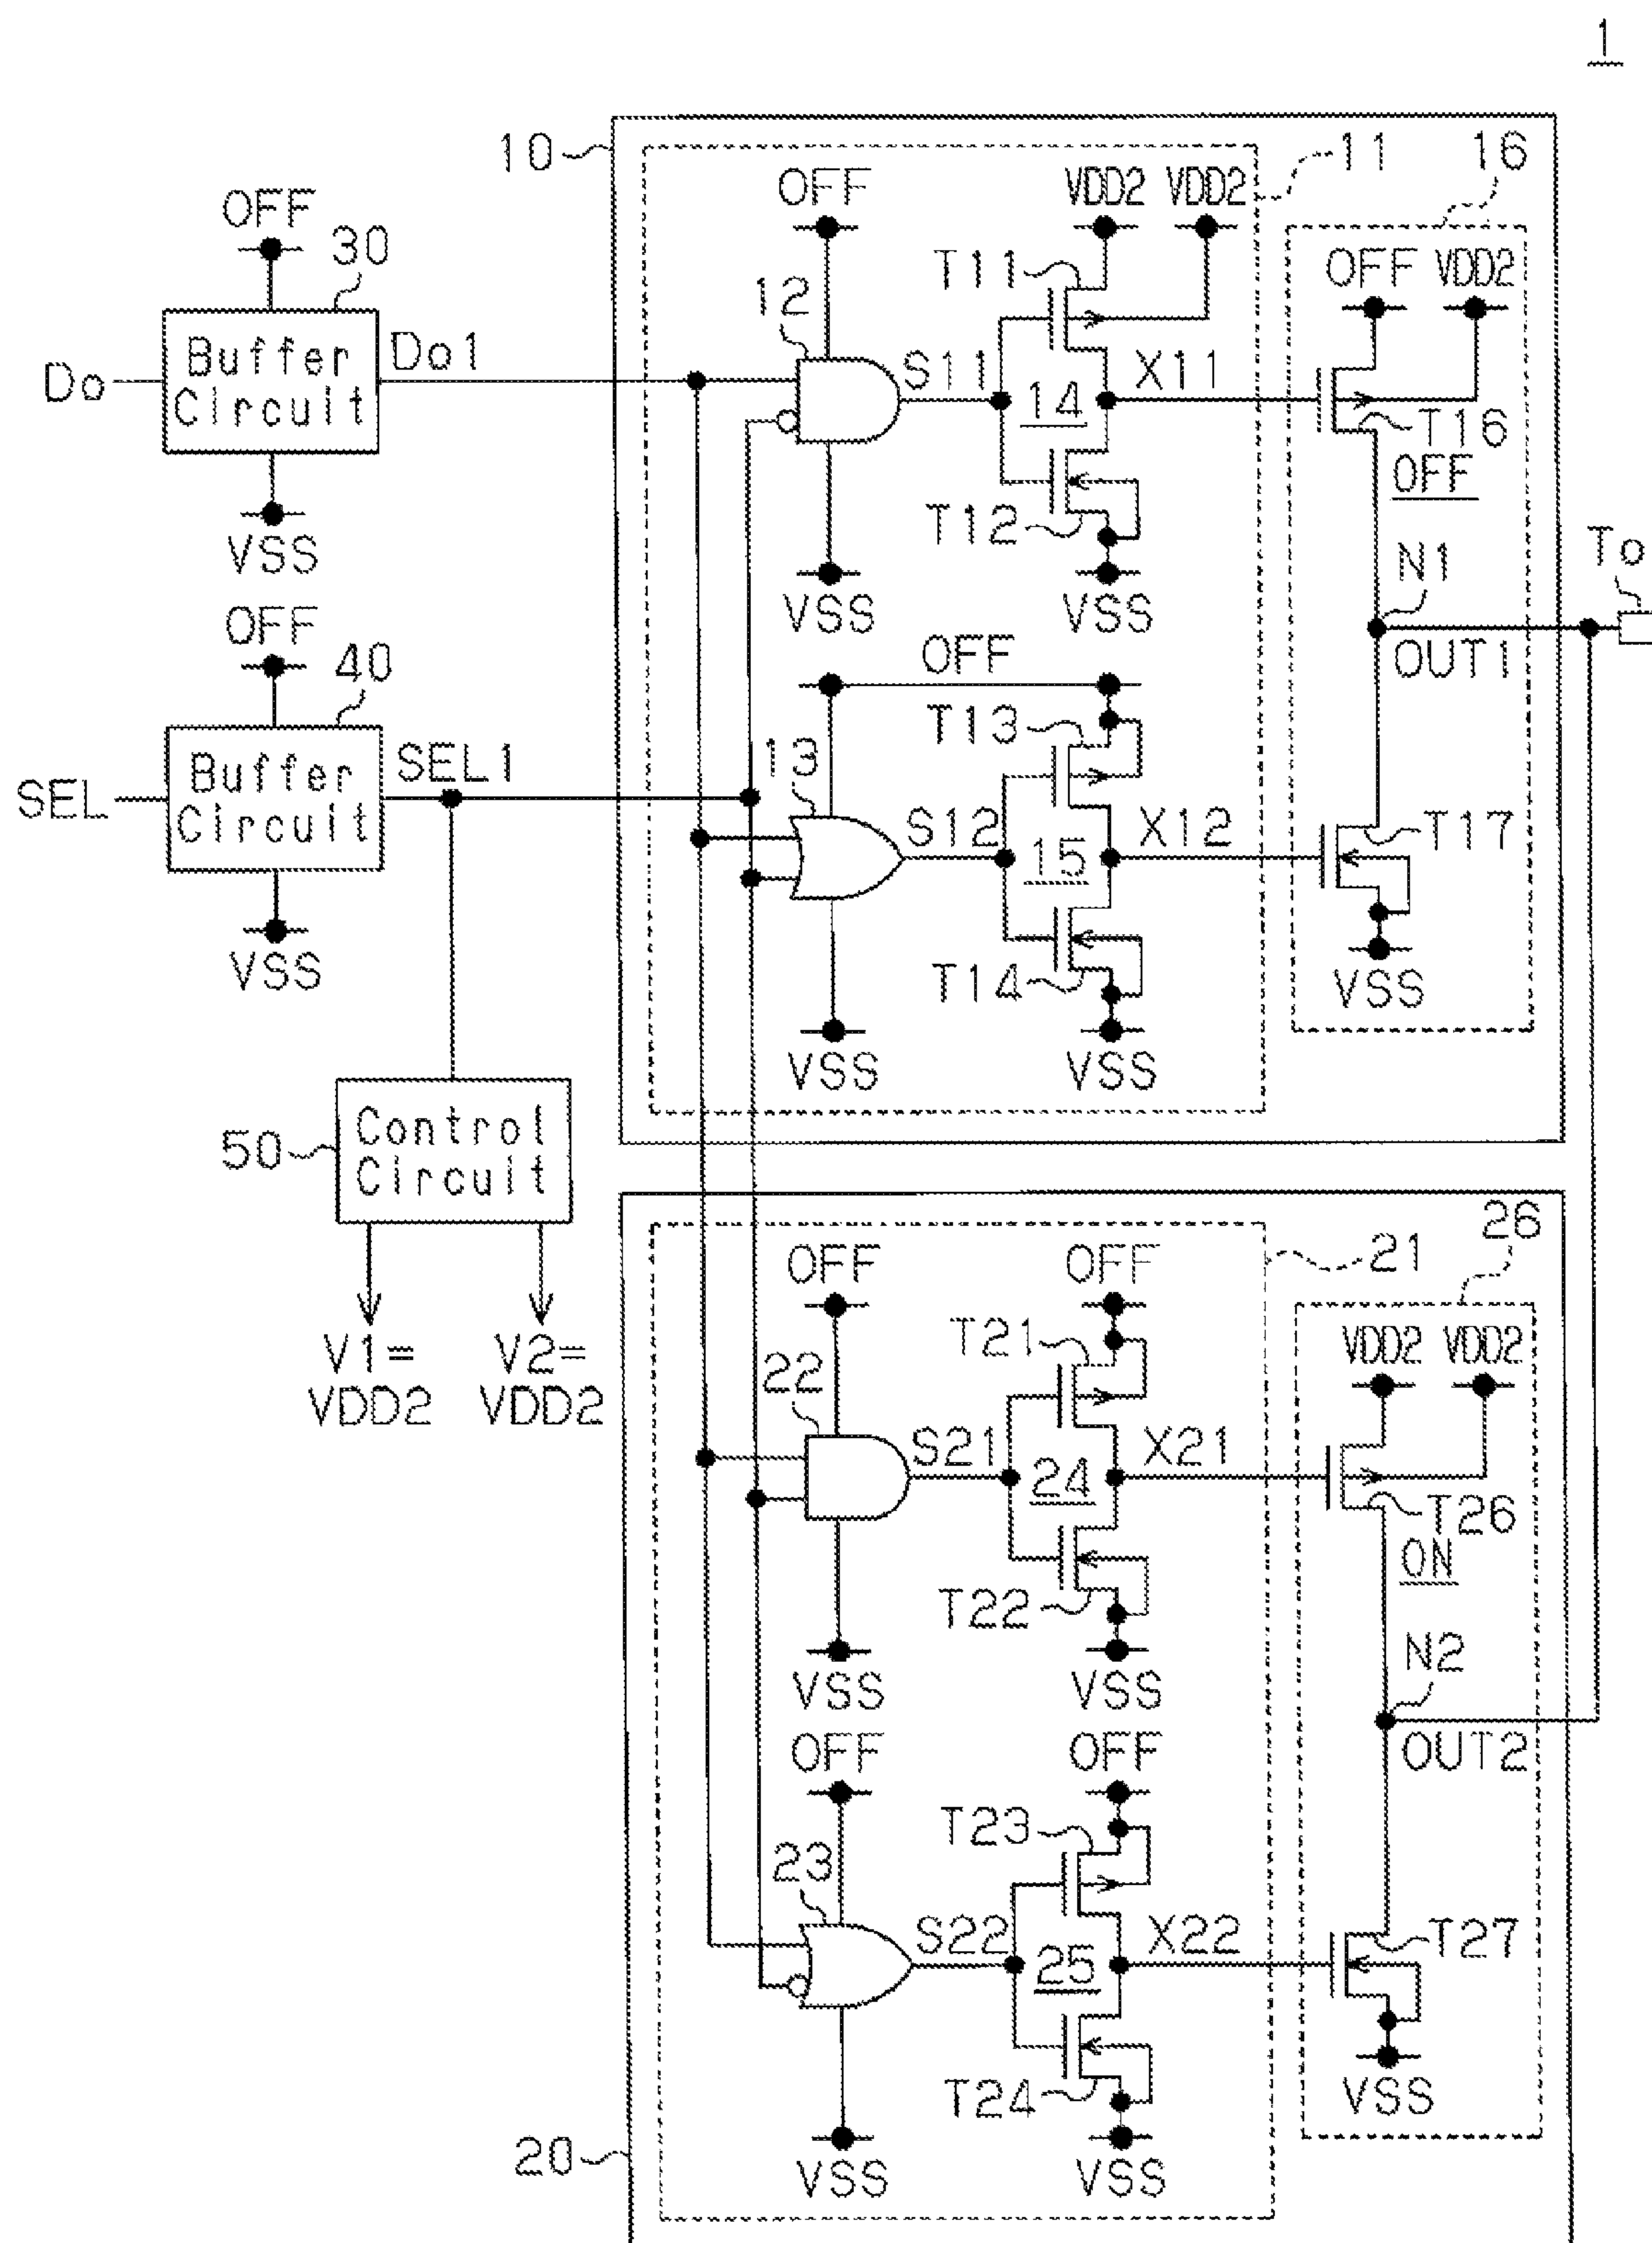 1
10
11
16
OFF
VDD2 VDD2
OFF
30
T11
OFF VDD2
12
Buffer
Circuit
Do
Do1
S11
14
X11
T16
OFF
VSS
T12
To
N1
OFF
VSS
VSS
40
OFF
OUT1
T13
Buffer
Circuit
SEL
SEL1
13
S12
15
X12
T17
VSS
T14
VSS
VSS
VSS
Control
Circuit
50
26
21
OFF
OFF
V1=
VDD2
V2=
VDD2
T21
VDD2 VDD2
22
S21
24
X21
T26
ON
T22
N2
VSS
VSS
OFF
OFF
OUT2
T23
23
S22
25
X22
T27
T24
VSS
20
VSS
VSS